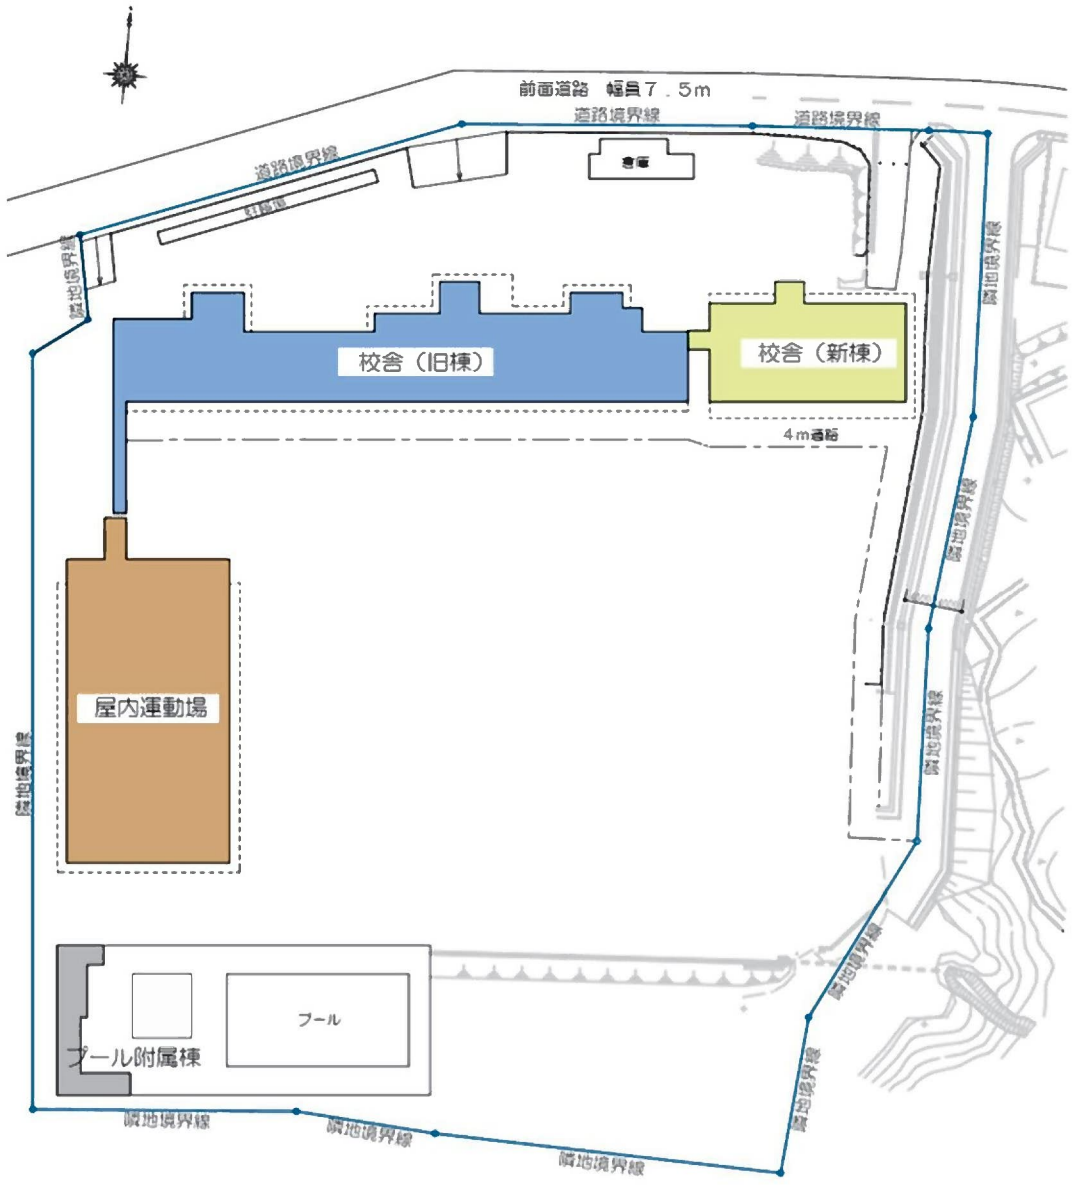 前面道路 幅員7.5m
道路境界線
道路境界線
道路境界線
倉庫
駐輪場
隣地境界線
隣地境界線
校舎（旧棟）
校舎（新棟）
4m通路
隣地境界線
屋内運動場
隣地境界線
隣地境界線
隣地境界線
プール
プール附属棟
隣地境界線
隣地境界線
隣地境界線
隣地境界線